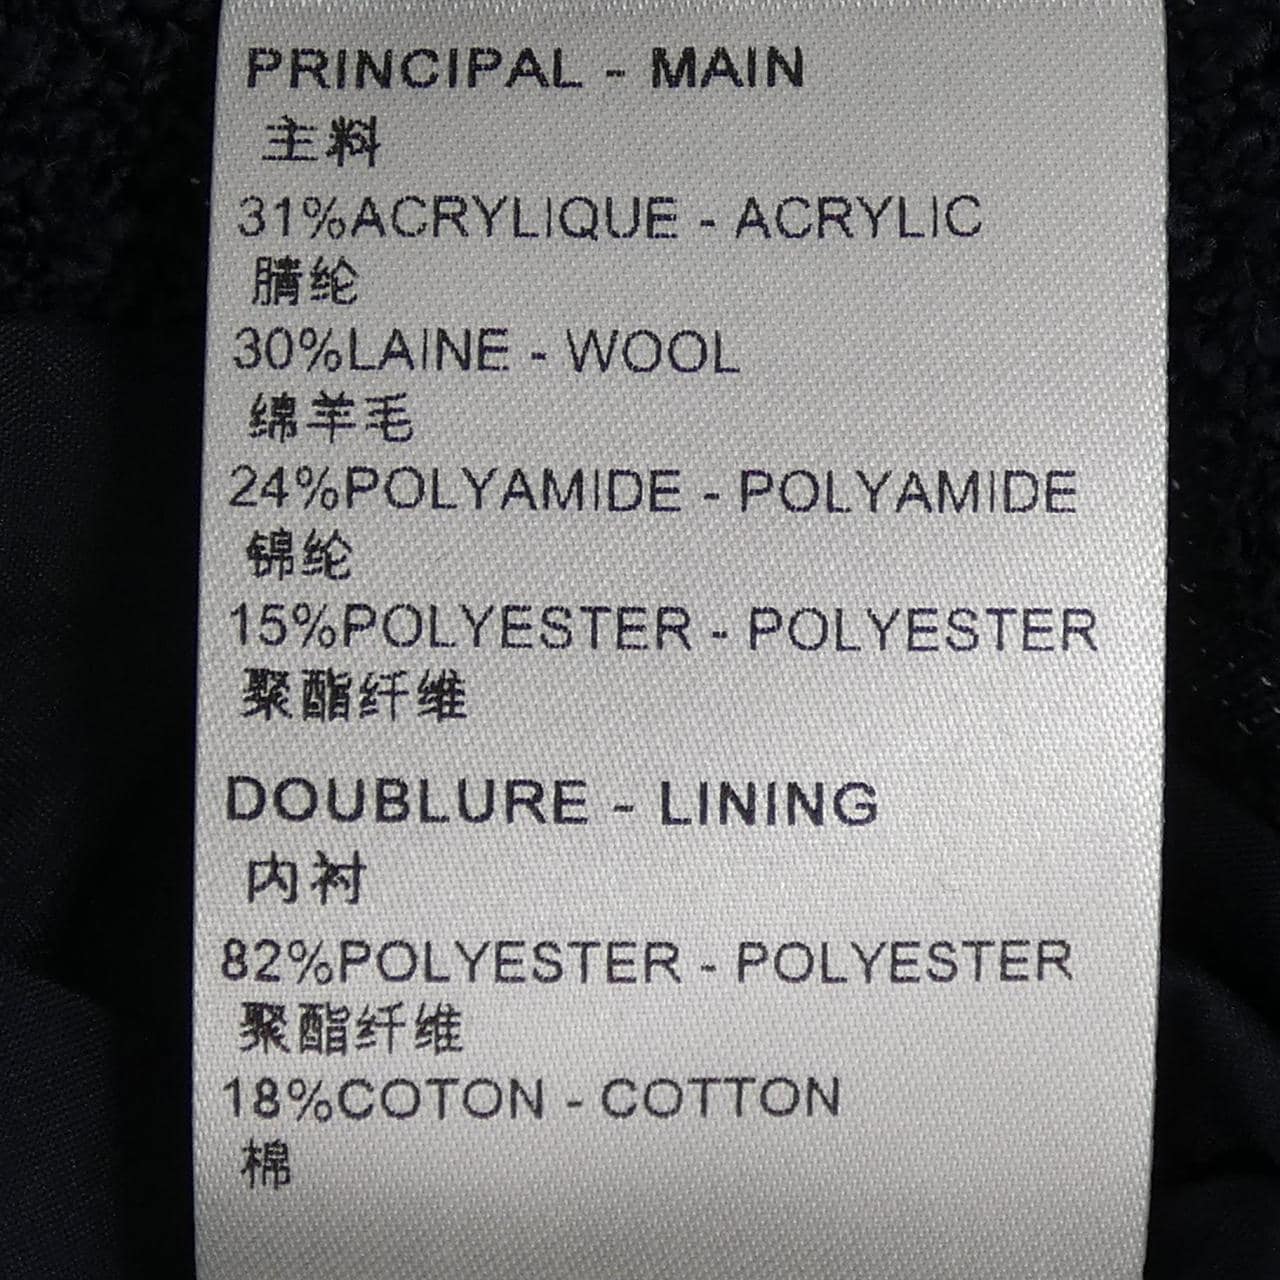 PRINCIPAL - MAIN
主料
31%ACRYLIQUE - ACRYLIC
腈纶
30%LAINE - WOOL
绵羊毛
24%POLYAMIDE - POLYAMIDE
锦纶
15%POLYESTER - POLYESTER
聚酯纤维
DOUBLURE - LINING
内衬
82%POLYESTER - POLYESTER
聚酯纤维
18%COTON - COTTON
棉